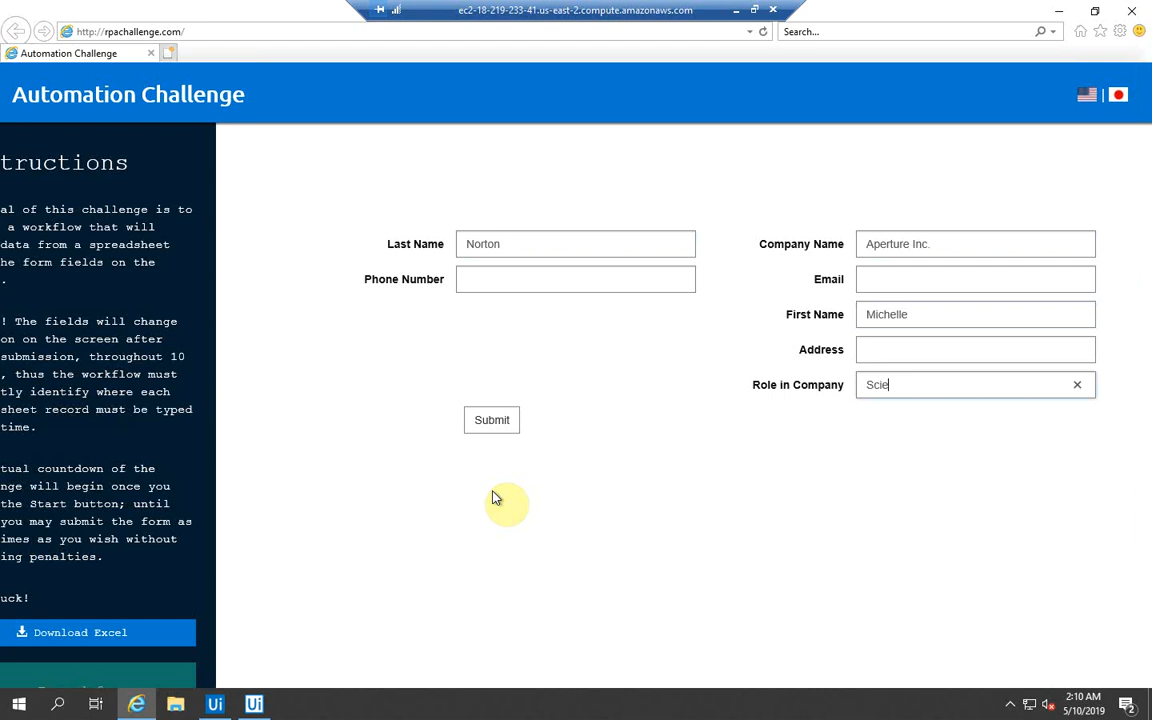 ec2-18-219-233-41.us-east-2.compute.amazonaws.com
http://rpachallenge.com/
Search...
Automation Challenge
Automation Challenge
|
tructions
al of this challenge is to
a workflow that will
data from a spreadsheet
he form fields on the
.
! The fields will change
on on the screen after
submission, throughout 10
, thus the workflow must
tly identify where each
sheet record must be typed
time.
tual countdown of the
nge will begin once you
the Start button; until
you may submit the form as
imes as you wish without
ing penalties.
uck!
Download Excel
Last Name
Norton
Company Name
Aperture Inc.
Phone Number
Email
First Name
Michelle
Address
Role in Company
Scie
Submit
Ui
Ui
2:10 AM
5/10/2019
2